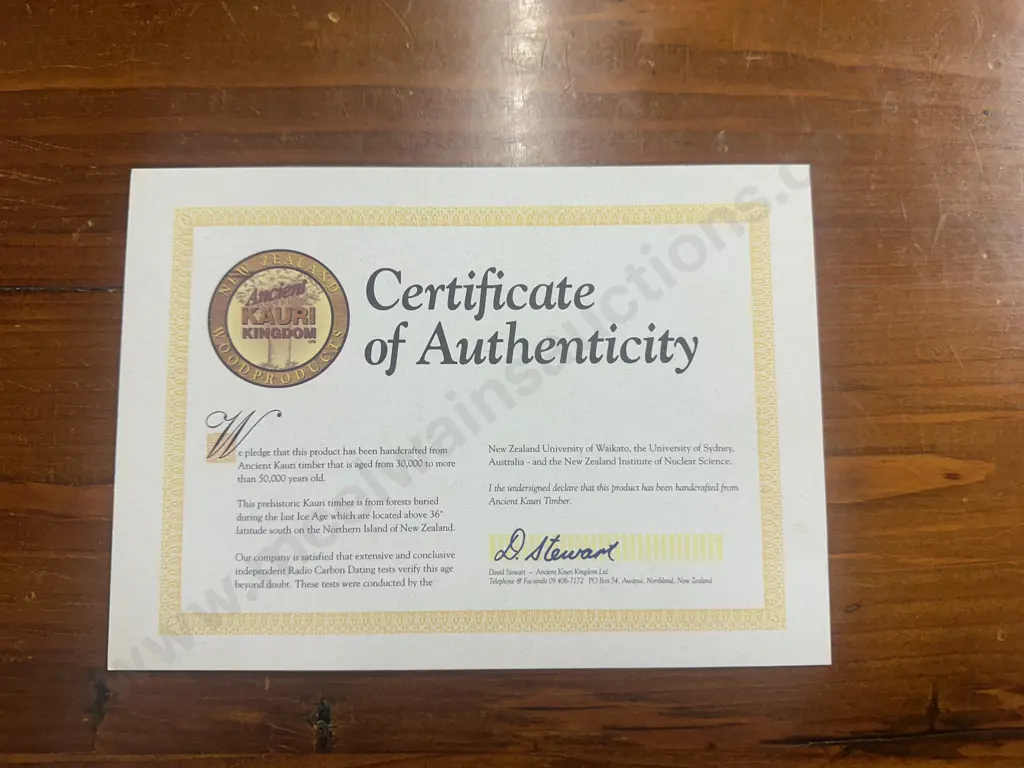 NEW ZEALAND
Ancient
KAURI
KINGDOM
LTD
WOODPRODUCTS
Certificate
of Authenticity
We pledge that this product has been handcrafted from
Ancient Kauri timber that is aged from 30,000 to more
than 50,000 years old.
This prehistoric Kauri timber is from forests buried
during the last Ice Age which are located above 36°
latitude south on the Northern Island of New Zealand.
Our company is satisfied that extensive and conclusive
independent Radio Carbon Dating tests verify this age
beyond doubt. These tests were conducted by the
New Zealand University of Waikato, the University of Sydney,
Australia - and the New Zealand Institute of Nuclear Science.
I the undersigned declare that this product has been handcrafted from
Ancient Kauri Timber.
D. Stewart
David Stewart – Ancient Kauri Kingdom Ltd.
Telephone & Facsimile 09 406-7172 PO Box 34, Awanui, Northland, New Zealand